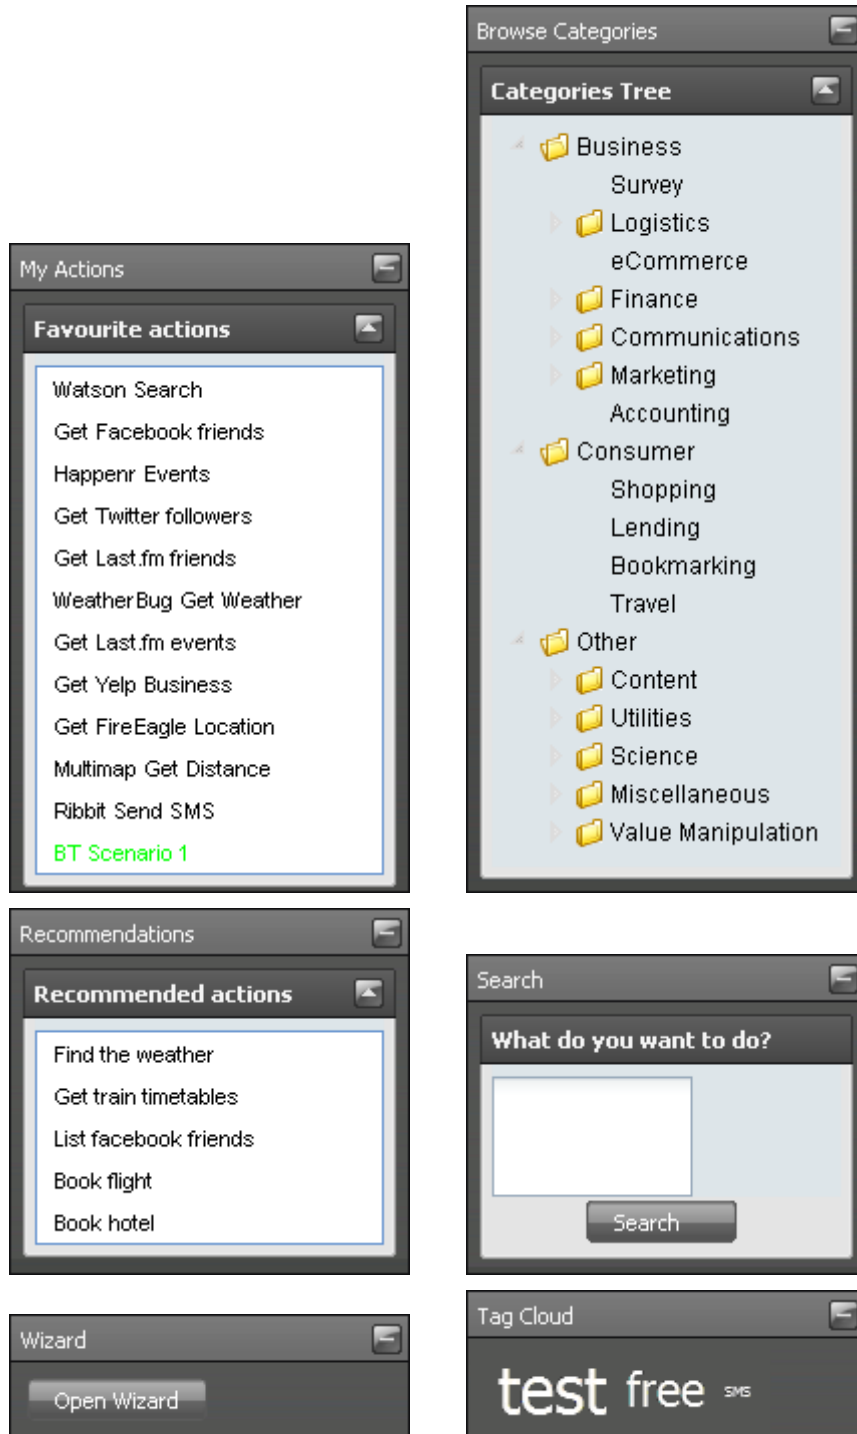 My Actions
Favourite actions
Watson Search
Get Facebook friends
Happenr Events
Get Twitter followers
Get Last.fm friends
WeatherBug Get Weather
Get Last.fm events
Get Yelp Business
Get FireEagle Location
Multimap Get Distance
Ribbit Send SMS
BT Scenario 1
Recommendations
Recommended actions
Find the weather
Get train timetables
List facebook friends
Book flight
Book hotel
Wizard
Open Wizard
Browse Categories
Categories Tree
Business
Survey
Logistics
eCommerce
Finance
Communications
Marketing
Accounting
Consumer
Shopping
Lending
Bookmarking
Travel
Other
Content
Utilities
Science
Miscellaneous
Value Manipulation
Search
What do you want to do?
Search
Tag Cloud
test free SMS